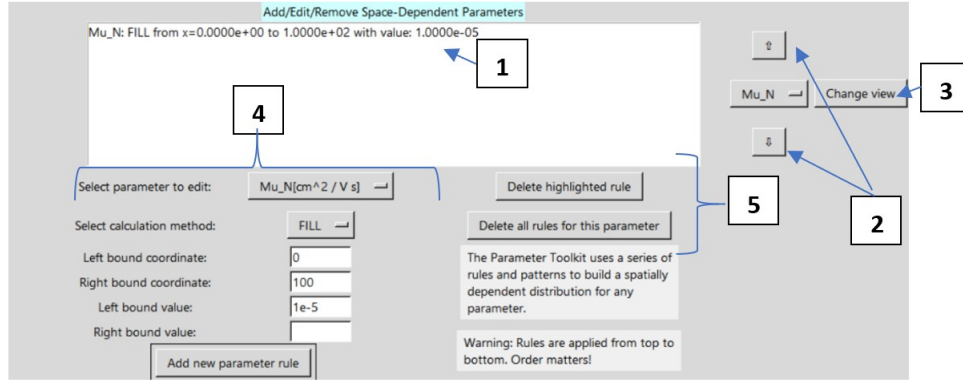 Add/Edit/Remove Space-Dependent Parameters
Mu_N: FILL from x=0.0000e+00 to 1.0000e+02 with value: 1.0000e-05
1
⇧
Mu_N
Change view
3
4
⇩
Select parameter to edit:
Mu_N[cm^2 / V s]
Delete highlighted rule
5
2
Select calculation method:
FILL
Delete all rules for this parameter
Left bound coordinate:
0
Right bound coordinate:
100
Left bound value:
1e-5
Right bound value:
Add new parameter rule
The Parameter Toolkit uses a series of
rules and patterns to build a spatially
dependent distribution for any
parameter.
Warning: Rules are applied from top to
bottom. Order matters!